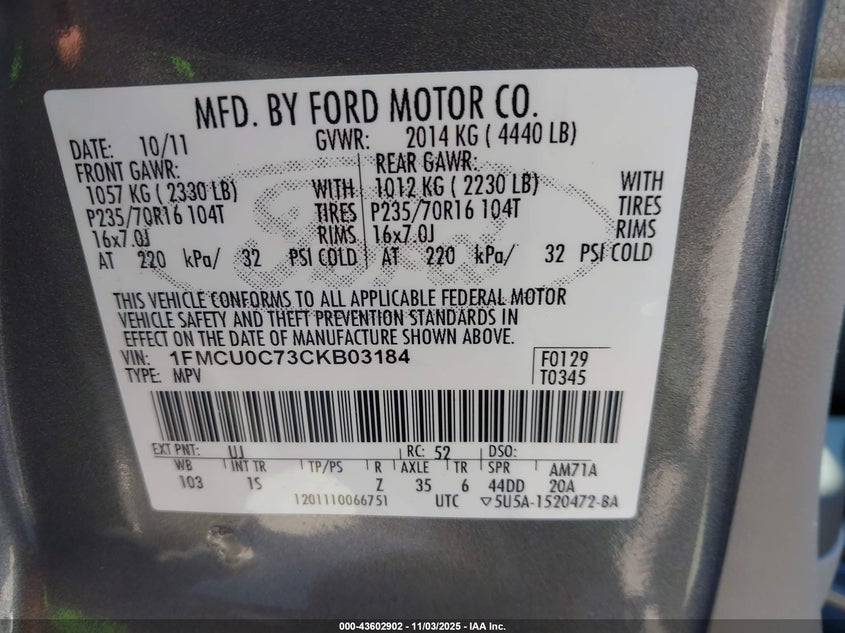 MFD. BY FORD MOTOR CO.
DATE: 10/11 GVWR: 2014 KG ( 4440 LB)
FRONT GAWR: REAR GAWR:
1057 KG ( 2330 LB) WITH 1012 KG ( 2230 LB) WITH
P235/70R16 104T TIRES P235/70R16 104T TIRES
16x7.0J RIMS 16x7.0J RIMS
AT 220 kPa/ 32 PSI COLD AT 220 kPa/ 32 PSI COLD
THIS VEHICLE CONFORMS TO ALL APPLICABLE FEDERAL MOTOR
VEHICLE SAFETY AND THEFT PREVENTION STANDARDS IN
EFFECT ON THE DATE OF MANUFACTURE SHOWN ABOVE.
VIN: 1FMCU0C73CKB03184 F0129
TYPE: MPV T0345
EXT PNT: UJ RC: 52 DSO:
WB INT TR TP/PS R AXLE TR SPR AM71A
103 1S Z 35 6 44DD 20A
1201110066751 UTC ▽5U5A-1520472-BA
000-43602902 - 11/03/2025 - IAA Inc.